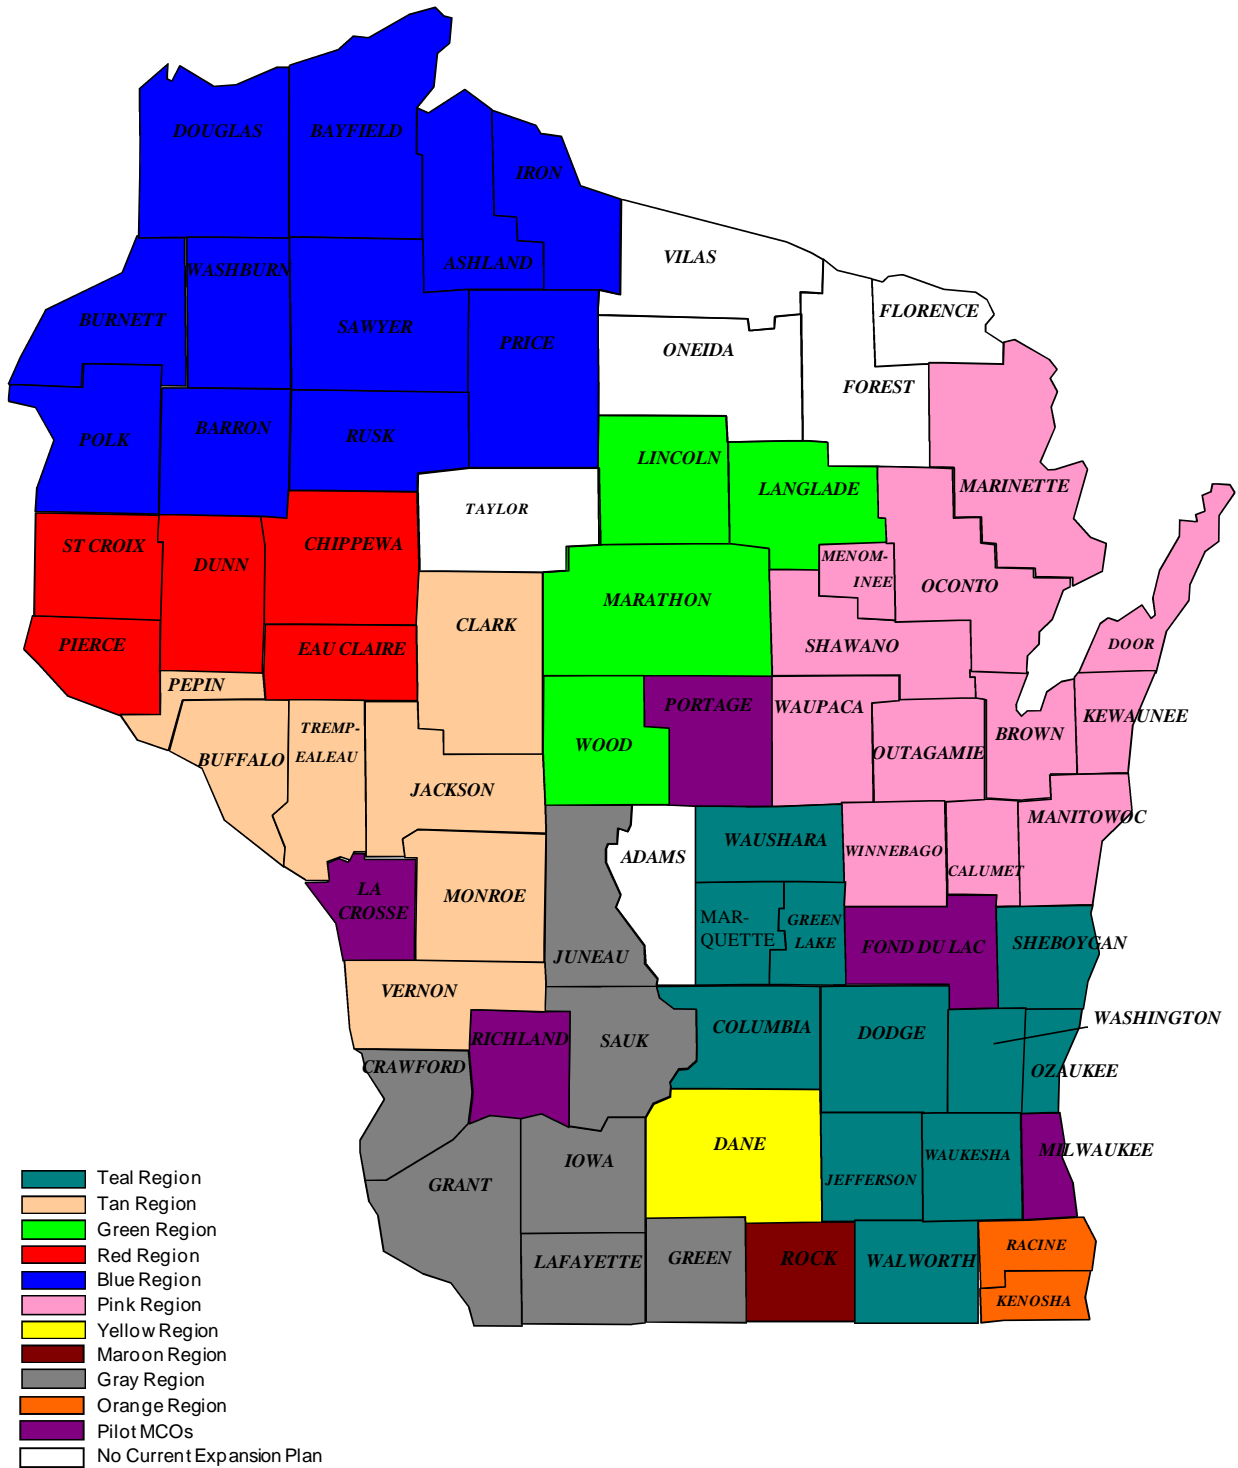 DOUGLAS
BAYFIELD
IRON
ASHLAND
VILAS
WASHBURN
BURNETT
SAWYER
PRICE
ONEIDA
FLORENCE
FOREST
POLK
BARRON
RUSK
LINCOLN
LANGLADE
MARINETTE
TAYLOR
ST CROIX
DUNN
CHIPPEWA
MENOM-
INEE
OCONTO
MARATHON
CLARK
SHAWANO
DOOR
PIERCE
EAU CLAIRE
PEPIN
PORTAGE
WAUPACA
KEWAUNEE
TREMP-
EALEAU
BUFFALO
WOOD
OUTAGAMIE
BROWN
JACKSON
MANITOWOC
WAUSHARA
ADAMS
WINNEBAGO
CALUMET
LA
CROSSE
MONROE
MAR-
QUETTE
GREEN
LAKE
FOND DU LAC
SHEBOYGAN
JUNEAU
VERNON
WASHINGTON
RICHLAND
SAUK
COLUMBIA
DODGE
CRAWFORD
OZAUKEE
DANE
WAUKESHA
MILWAUKEE
IOWA
GRANT
JEFFERSON
LAFAYETTE
GREEN
ROCK
WALWORTH
RACINE
KENOSHA
Teal Region
Tan Region
Green Region
Red Region
Blue Region
Pink Region
Yellow Region
Maroon Region
Gray Region
Orange Region
Pilot MCOs
No Current Expansion Plan